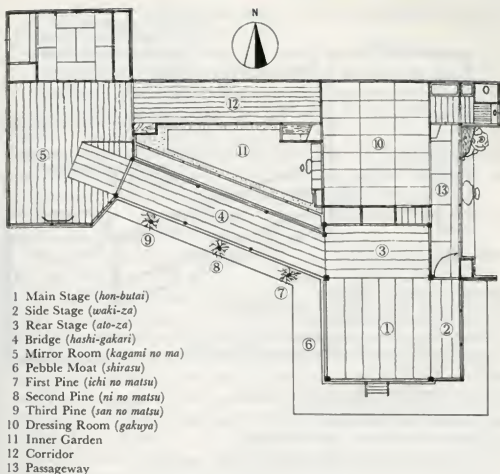 N
12
5
11
10
13
4
9
3
8
7
6
1
2
1 Main Stage (hon-butai)
2 Side Stage (waki-za)
3 Rear Stage (ato-za)
4 Bridge (hashi-gakari)
5 Mirror Room (kagami no ma)
6 Pebble Moat (shirasu)
7 First Pine (ichi no matsu)
8 Second Pine (ni no matsu)
9 Third Pine (san no matsu)
10 Dressing Room (gakuya)
11 Inner Garden
12 Corridor
13 Passageway